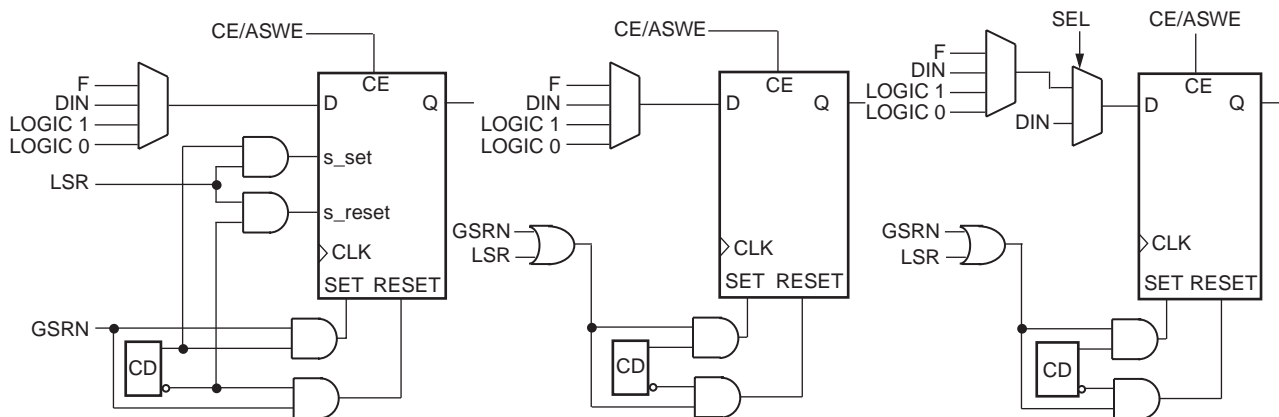 CE/ASWE
F
DIN
LOGIC 1
LOGIC 0
LSR
GSRN
CE
D
Q
s_set
s_reset
CLK
SET RESET
CD
CE/ASWE
F
DIN
LOGIC 1
LOGIC 0
GSRN
LSR
CE
D
Q
CLK
SET RESET
CD
SEL
CE/ASWE
F
DIN
LOGIC 1
LOGIC 0
DIN
GSRN
LSR
CE
D
Q
CLK
SET RESET
CD